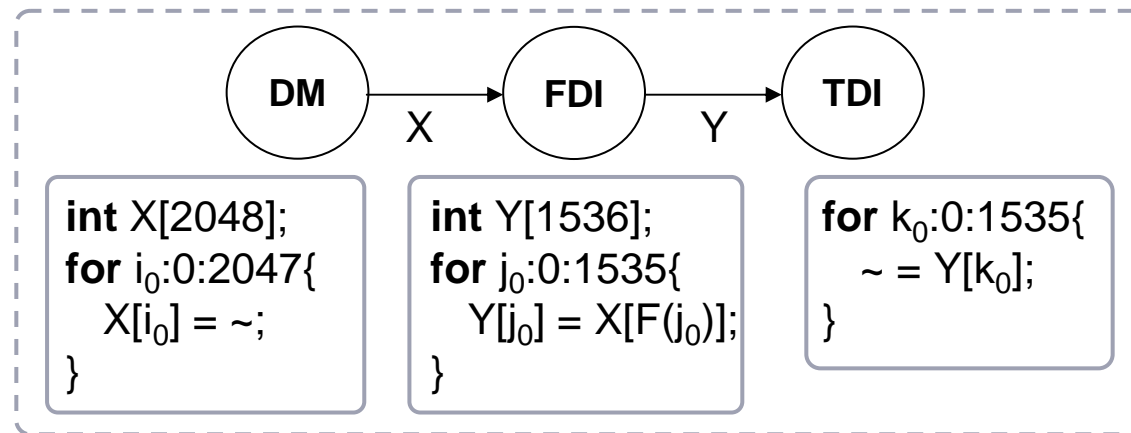 DM
FDI
TDI
X
Y
int X[2048];
for i₀:0:2047{
X[i₀] = ~;
}
int Y[1536];
for j₀:0:1535{
Y[j₀] = X[F(j₀)];
}
for k₀:0:1535{
~ = Y[k₀];
}